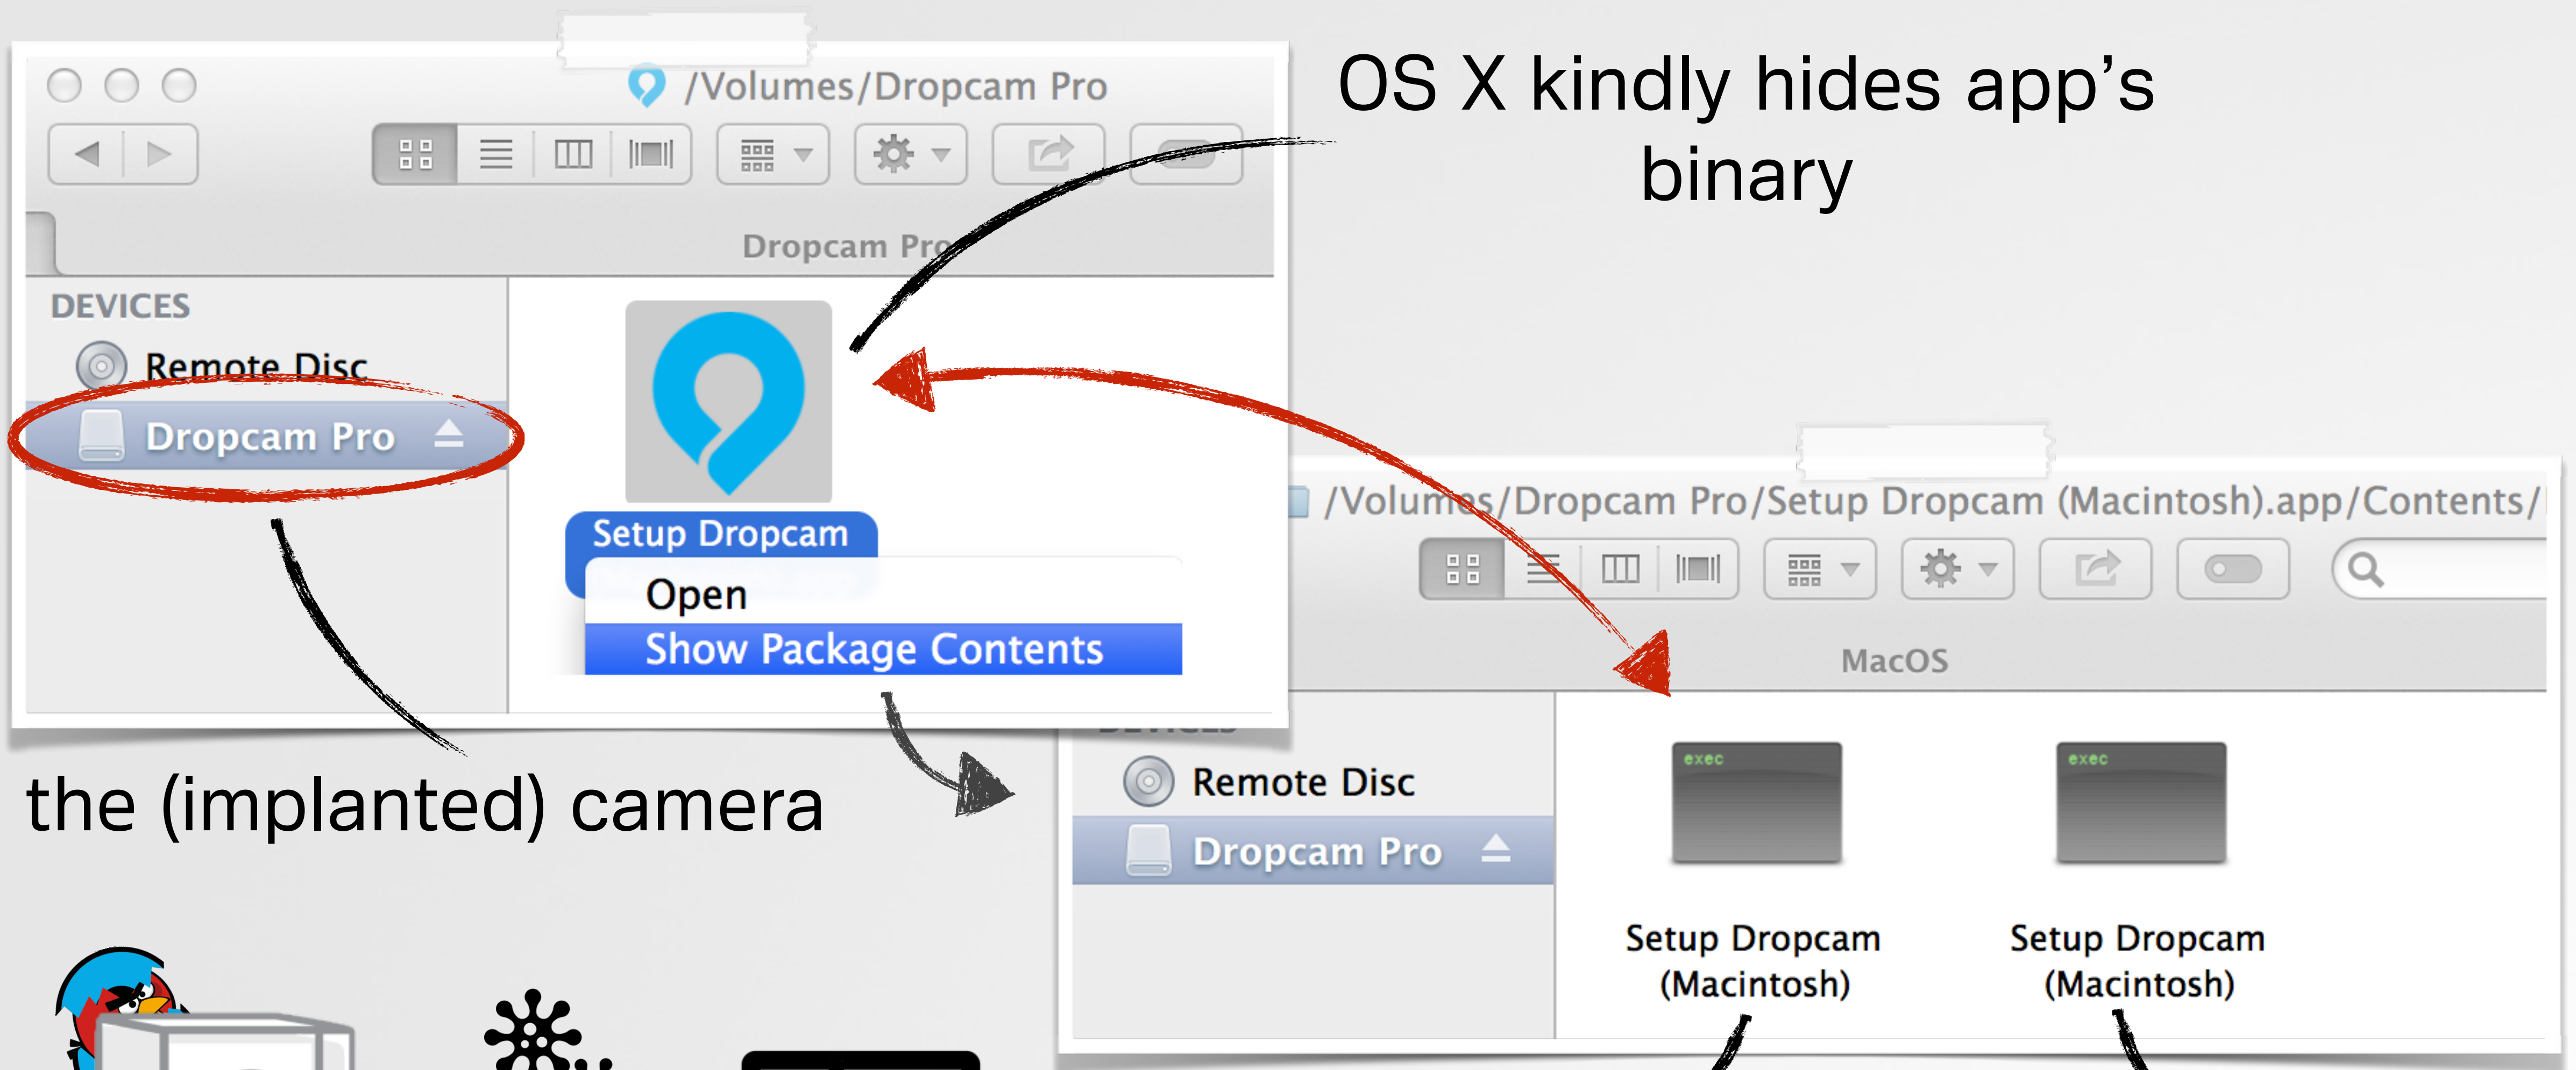 /Volumes/Dropcam Pro
Dropcam Pro
DEVICES
Remote Disc
Dropcam Pro
Setup Dropcam
Open
Show Package Contents
OS X kindly hides app's
binary
the (implanted) camera
/Volumes/Dropcam Pro/Setup Dropcam (Macintosh).app/Contents/
MacOS
Remote Disc
Dropcam Pro
exec
exec
Setup Dropcam
(Macintosh)
Setup Dropcam
(Macintosh)